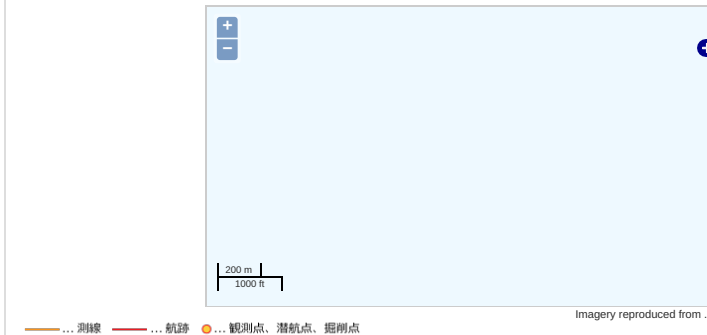 +
−
200 m
1000 ft
Imagery reproduced from .
... 測線 ... 航跡 ... 観測点、潜航点、掘削点